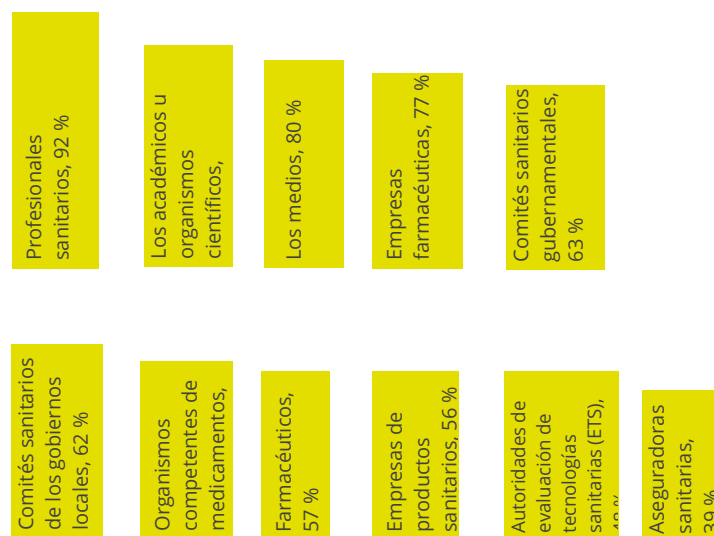 Profesionales
sanitarios, 92 %
Los académicos u
organismos
científicos,
Los medios, 80 %
Empresas
farmacéuticas, 77 %
Comités sanitarios
gubernamentales,
63 %
Comités sanitarios
de los gobiernos
locales, 62 %
Organismos
competentes de
medicamentos,
Farmacéuticos,
57 %
Empresas de
productos
sanitarios, 56 %
Autoridades de
evaluación de
tecnologías
sanitarias (ETS),
Aseguradoras
sanitarias,
39 %